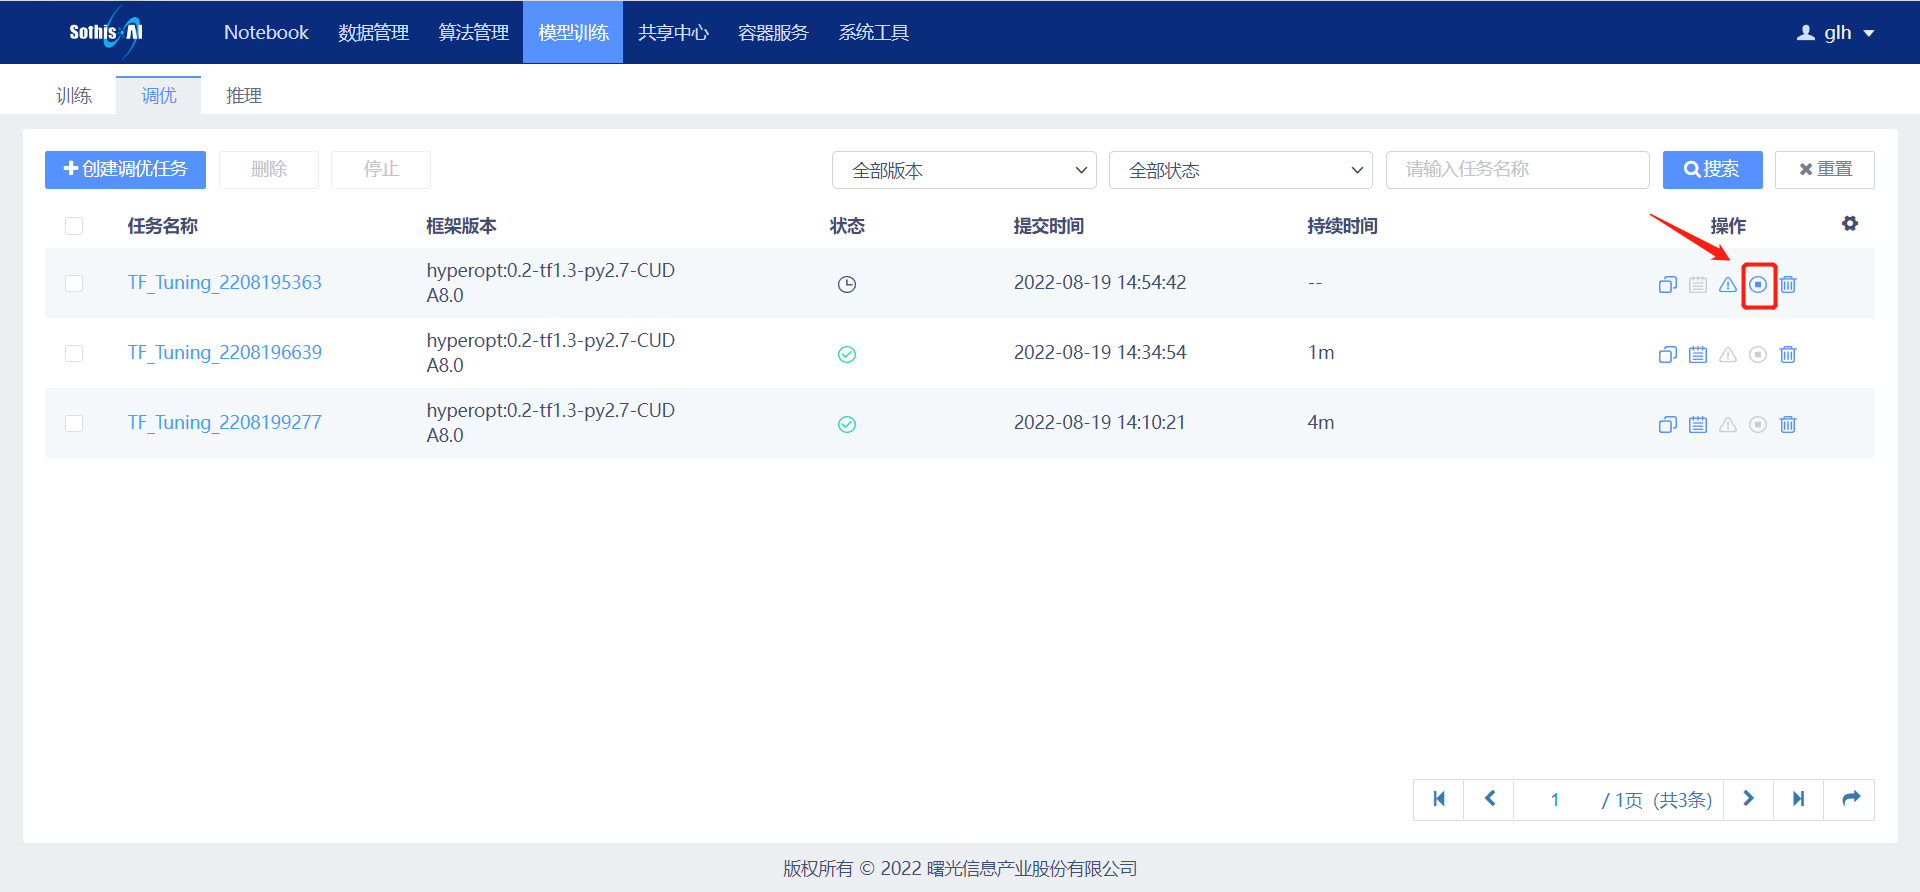 SothisAI Notebook 数据管理 算法管理 模型训练 共享中心 容器服务 系统工具 glh
训练 调优 推理
创建调优任务 删除 停止 全部版本 全部状态 请输入任务名称 搜索 重置
任务名称 框架版本 状态 提交时间 持续时间 操作
TF_Tuning_2208195363 hyperopt:0.2-tf1.3-py2.7-CUD 2022-08-19 14:54:42 --
A8.0
TF_Tuning_2208196639 hyperopt:0.2-tf1.3-py2.7-CUD 2022-08-19 14:34:54 1m
A8.0
TF_Tuning_2208199277 hyperopt:0.2-tf1.3-py2.7-CUD 2022-08-19 14:10:21 4m
A8.0
1 / 1页 (共3条)
版权所有 © 2022 曙光信息产业股份有限公司